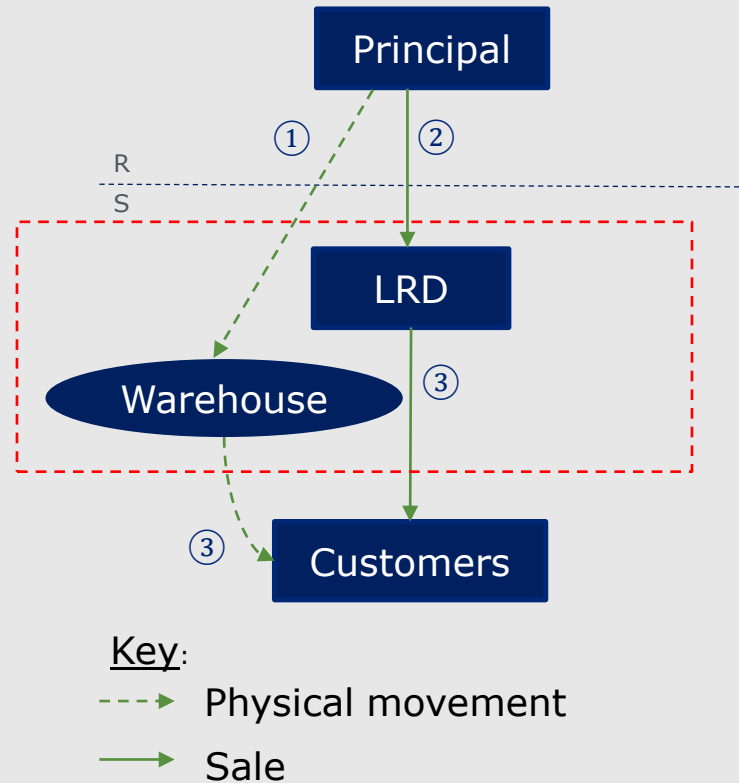 Principal
①
②
R
S
LRD
Warehouse
③
③
Customers
Key:
Physical movement
Sale